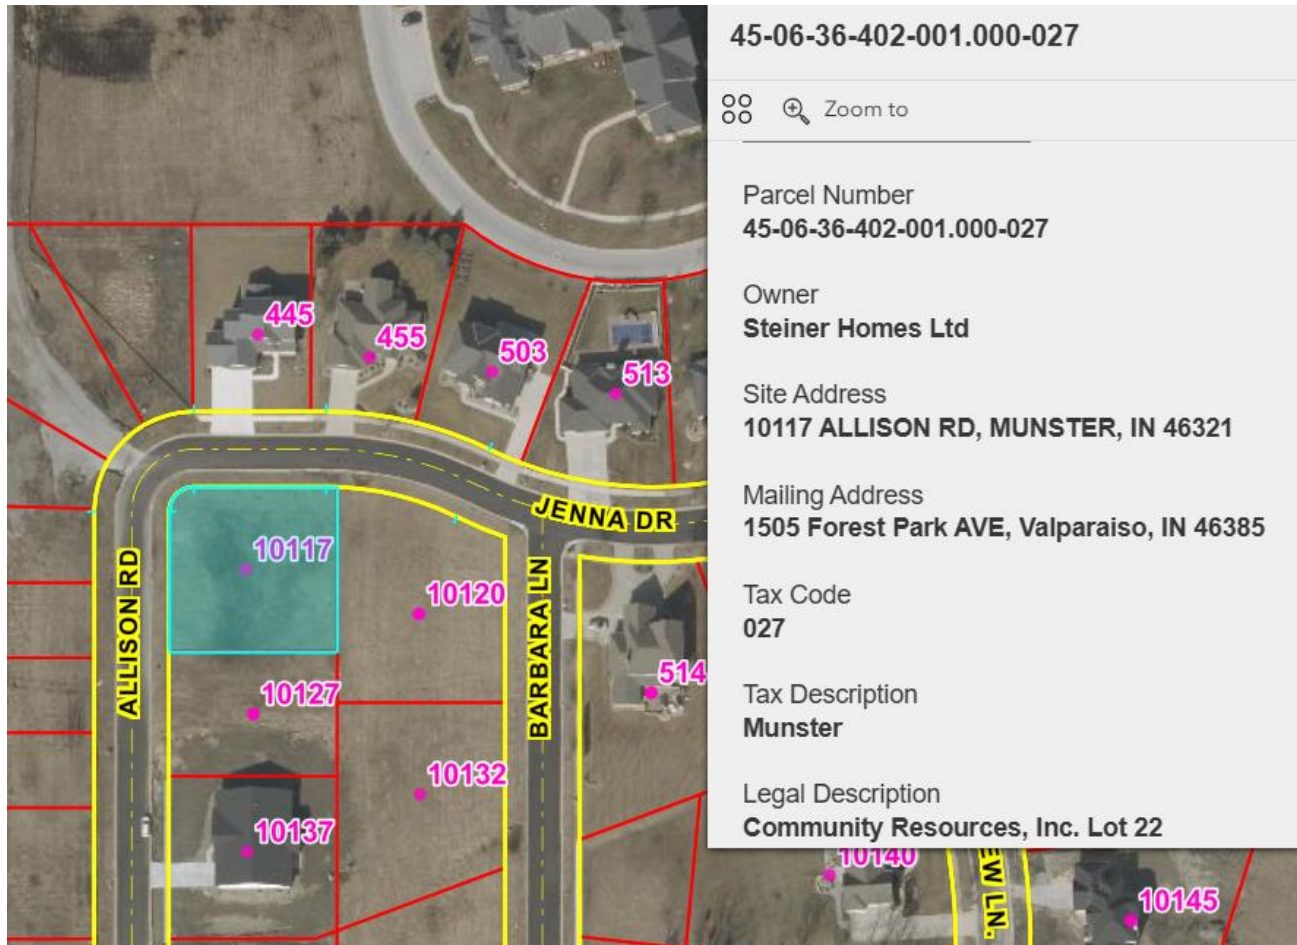 45-06-36-402-001.000-027
Zoom to
Parcel Number
45-06-36-402-001.000-027
Owner
Steiner Homes Ltd
Site Address
10117 ALLISON RD, MUNSTER, IN 46321
Mailing Address
1505 Forest Park AVE, Valparaiso, IN 46385
Tax Code
027
Tax Description
Munster
Legal Description
Community Resources, Inc. Lot 22
445
455
503
513
JENNA DR
10117
ALLISON RD
10120
BARBARA LN
514
10127
10132
10137
10140
EW LN.
10145